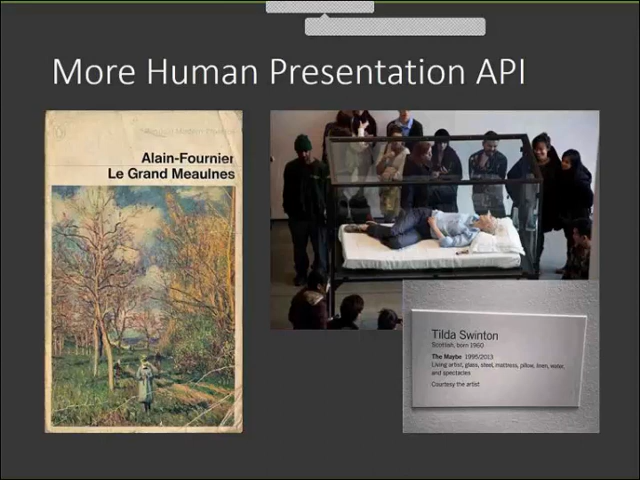 More Human Presentation API
Alain-Fournier
Le Grand Meaulnes
Tilda Swinton
Scottish, born 1960
The Maybe 1995/2013
Living artist, glass, steel, mattress, pillow, linen, water,
and spectacles
Courtesy the artist